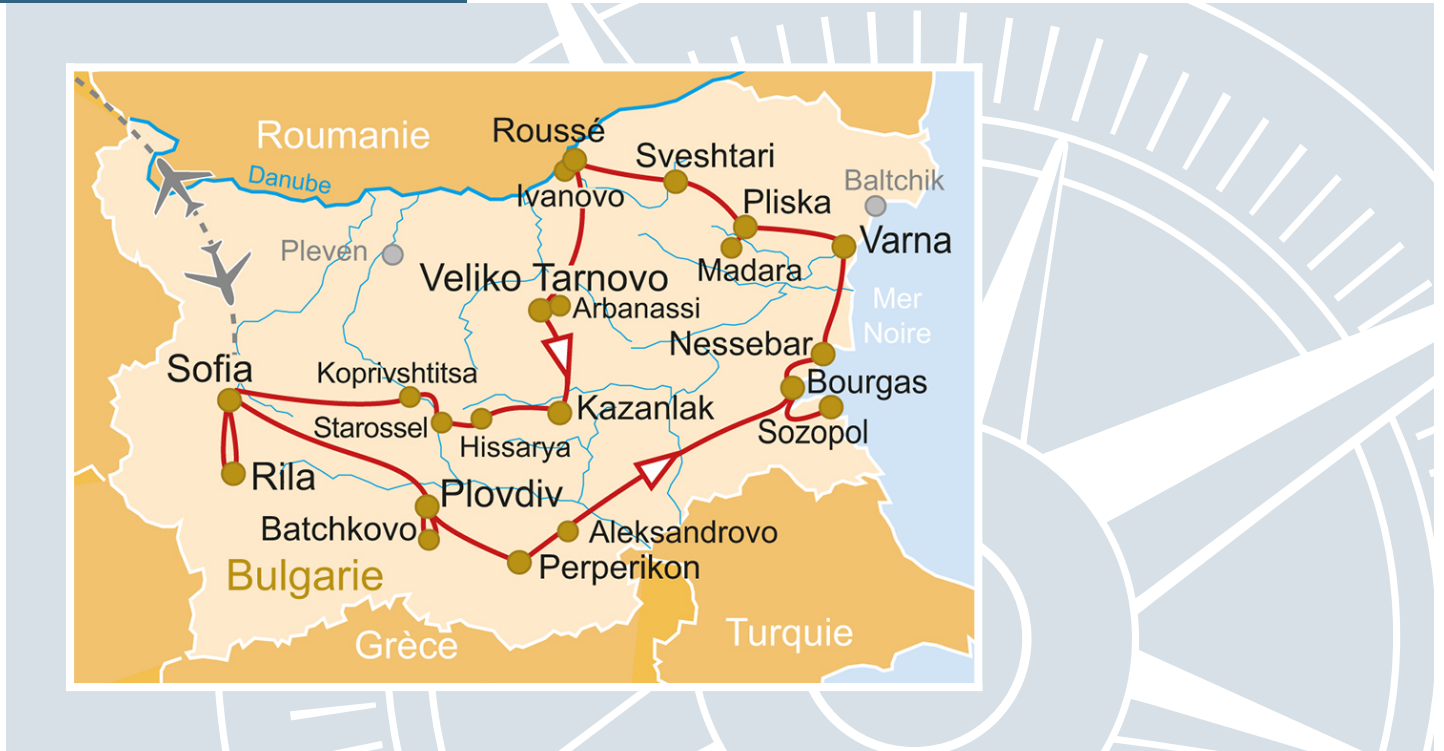 Roussé
Roumanie
Sveshtari
Danube
Ivanovo
Baltchik
Pliska
Pleven
Varna
Madara
Veliko Tarnovo
Arbanassi
Mer
Noire
Nessebar
Sofia
Koprivshtitsa
Bourgas
Kazanlak
Starossel
Sozopol
Hissarya
Rila
Plovdiv
Batchkovo
Aleksandrovo
Perperikon
Bulgarie
Turquie
Grèce